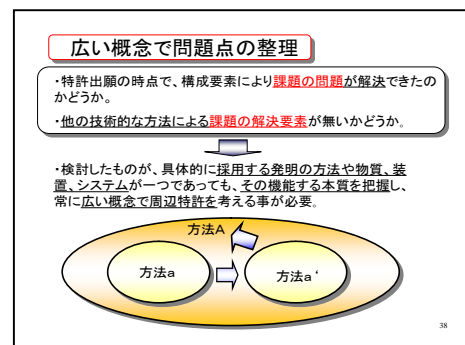 広い概念で問題点の整理
・特許出願の時点で、構成要素により課題の問題が解決できたの
かどうか。
・他の技術的な方法による課題の解決要素が無いかどうか。
・検討したものが、具体的に採用する発明の方法や物質、装
置、システムが一つであっても、その機能する本質を把握し、
常に広い概念で周辺特許を考える事が必要。
方法A
方法a
方法a‘
38